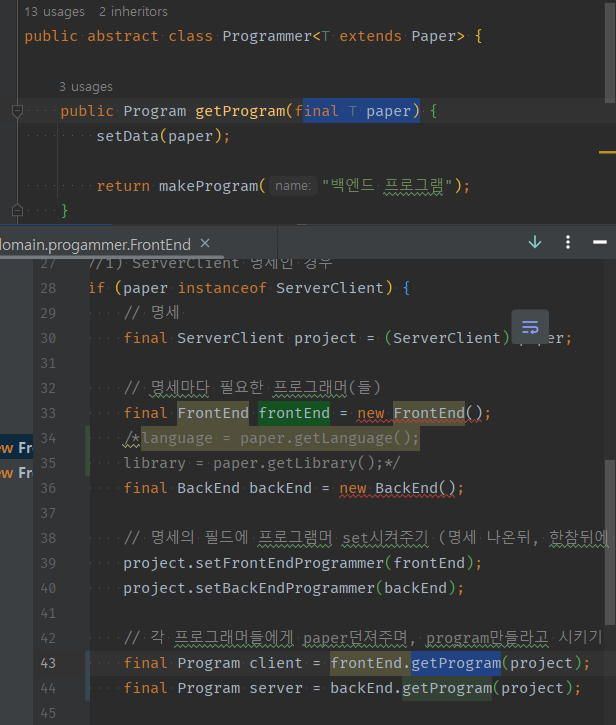 13 usages 2 inheritors
public abstract class Programmer<T extends Paper> {
3 usages
public Program getProgram(final T paper) {
setData(paper);
return makeProgram( name: "백엔드 프로그램");
}
domain.progammer.FrontEnd ×
27 //1) ServerClient 명세인 경우
28 if (paper instanceof ServerClient) {
29 // 명세
30 final ServerClient project = (ServerClient) paper;
31
32 // 명세마다 필요한 프로그래머(들)
33 final FrontEnd frontEnd = new FrontEnd();
ew Fr 34 /*language = paper.getLanguage();
ew Fr 35 library = paper.getLibrary();*/
36 final BackEnd backEnd = new BackEnd();
37
38 // 명세의 필드에 프로그램머 set시켜주기 (명세 나온뒤, 한참뒤에
39 project.setFrontEndProgrammer(frontEnd);
40 project.setBackEndProgrammer(backEnd);
41
42 // 각 프로그래머들에게 paper던져주며, program만들라고 시키기
43 final Program client = frontEnd.getProgram(project);
44 final Program server = backEnd.getProgram(project);
45